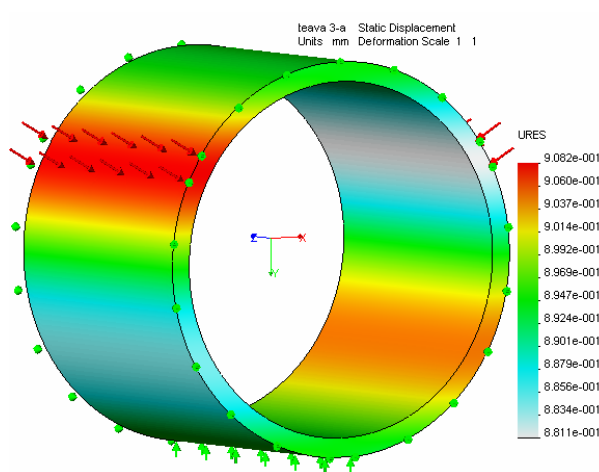 teava 3-a Static Displacement
Units mm Deformation Scale 1 1
URES
9.082e-001
9.060e-001
9.037e-001
9.014e-001
8.992e-001
8.969e-001
8.947e-001
8.924e-001
8.901e-001
8.879e-001
8.856e-001
8.834e-001
8.811e-001
Z
X
Y